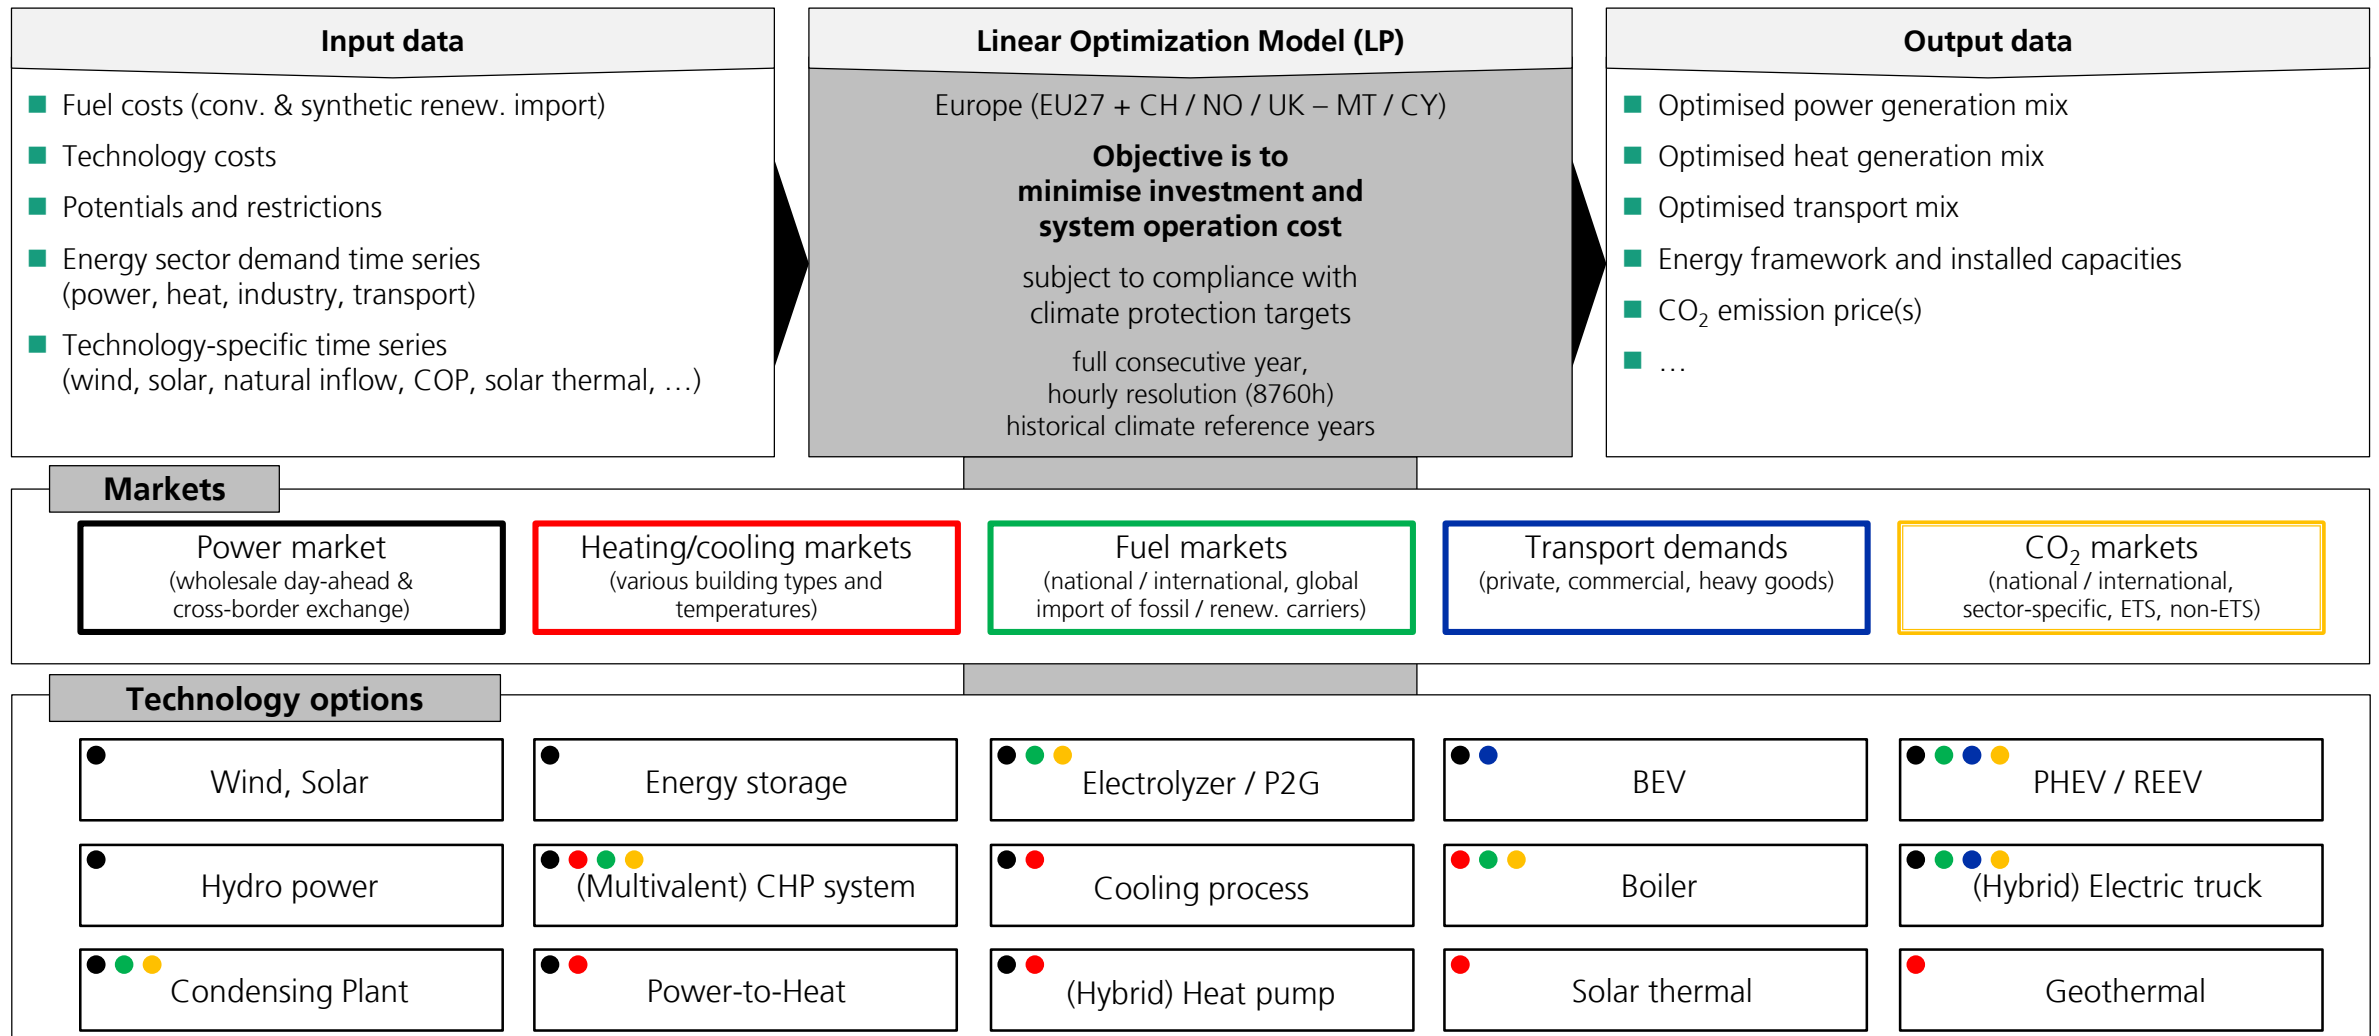 Input data
Fuel costs (conv. & synthetic renew. import)
Technology costs
Potentials and restrictions
Energy sector demand time series
(power, heat, industry, transport)
Technology-specific time series
(wind, solar, natural inflow, COP, solar thermal, …)
Linear Optimization Model (LP)
Europe (EU27 + CH / NO / UK – MT / CY)
Objective is to
minimise investment and
system operation cost
subject to compliance with
climate protection targets
full consecutive year,
hourly resolution (8760h)
historical climate reference years
Output data
Optimised power generation mix
Optimised heat generation mix
Optimised transport mix
Energy framework and installed capacities
CO₂ emission price(s)
…
Markets
Power market
(wholesale day-ahead &
cross-border exchange)
Heating/cooling markets
(various building types and
temperatures)
Fuel markets
(national / international, global
import of fossil / renew. carriers)
Transport demands
(private, commercial, heavy goods)
CO₂ markets
(national / international,
sector-specific, ETS, non-ETS)
Technology options
Wind, Solar
Energy storage
Electrolyzer / P2G
BEV
PHEV / REEV
Hydro power
(Multivalent) CHP system
Cooling process
Boiler
(Hybrid) Electric truck
Condensing Plant
Power-to-Heat
(Hybrid) Heat pump
Solar thermal
Geothermal